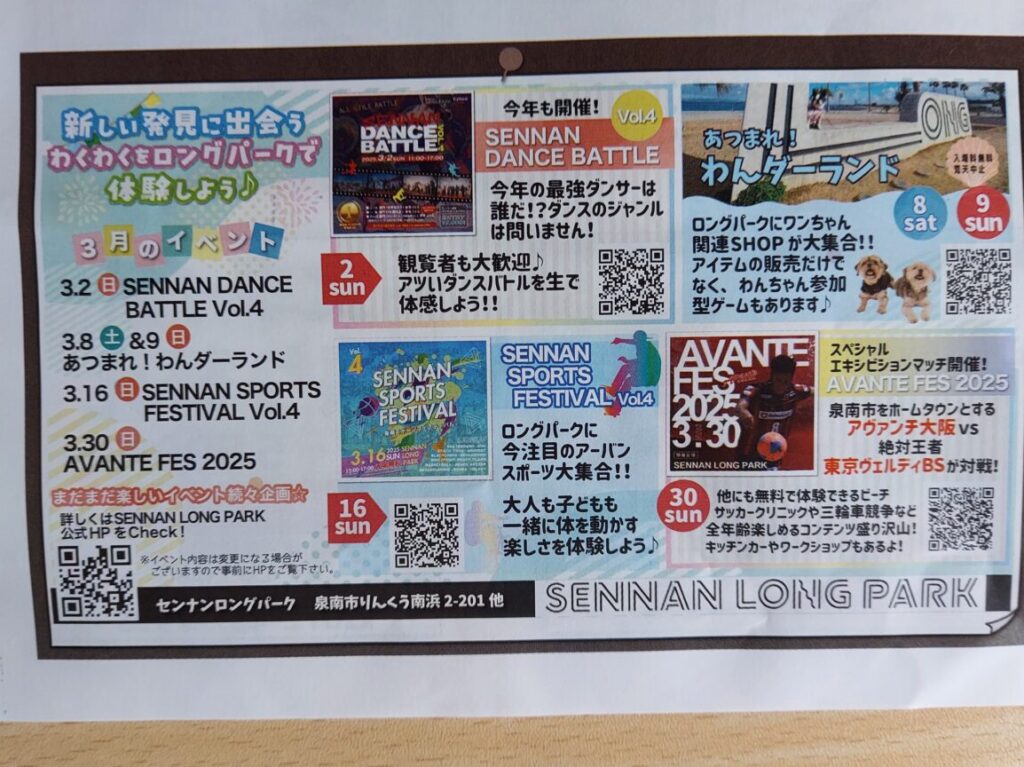 新しい発見に出会う
わくわくをロングパークで
体験しよう♪
3月のイベント
3.2 日 SENNAN DANCE
BATTLE Vol.4
3.8 土 &9 日
あつまれ！わんダーランド
3.16 日 SENNAN SPORTS
FESTIVAL Vol.4
3.30 日
AVANTE FES 2025
まだまだ楽しいイベント続々企画☆
詳しくはSENNAN LONG PARK
公式HPをCheck！
※イベント内容は変更になる場合が
ございますので事前にHPをご覧下さい。
ALL STYLE BATTLE
SENNAN
DANCE
BATTLE
VOL.4
2025.3/2 SUN 11:00-17:00
今年も開催！
Vol.4
SENNAN
DANCE BATTLE
今年の最強ダンサーは
誰だ！？ダンスのジャンル
は問いません！
2
sun
観覧者も大歓迎♪
アツいダンスバトルを生で
体感しよう！！
ONG
あつまれ！
わんダーランド
入場料無料
荒天中止
8
sat
9
sun
ロングパークにワンちゃん
関連SHOPが大集合！！
アイテムの販売だけで
なく、わんちゃん参加
型ゲームもあります♪
Vol.
4
SENNAN
SPORTS
FESTIVAL
3.16
2025
SUN
SENNAN
LONG
PARK
SENNAN
SPORTS
FESTIVAL Vol.4
ロングパークに
今注目のアーバン
スポーツ大集合！！
16
sun
大人も子どもも
一緒に体を動かす
楽しさを体験しよう♪
AVANTE
FES
2025
3.30
SENNAN LONG PARK
スペシャル
エキシビションマッチ開催！
AVANTE FES 2025
泉南市をホームタウンとする
アヴァンチ大阪 VS
絶対王者
東京ヴェルディBSが対戦！
30
sun
他にも無料で体験できるビーチ
サッカークリニックや三輪車競争など
全年齢楽しめるコンテンツ盛り沢山！
キッチンカーやワークショップもあるよ！
センナンロングパーク 泉南市りんくう南浜2-201他
SENNAN LONG PARK